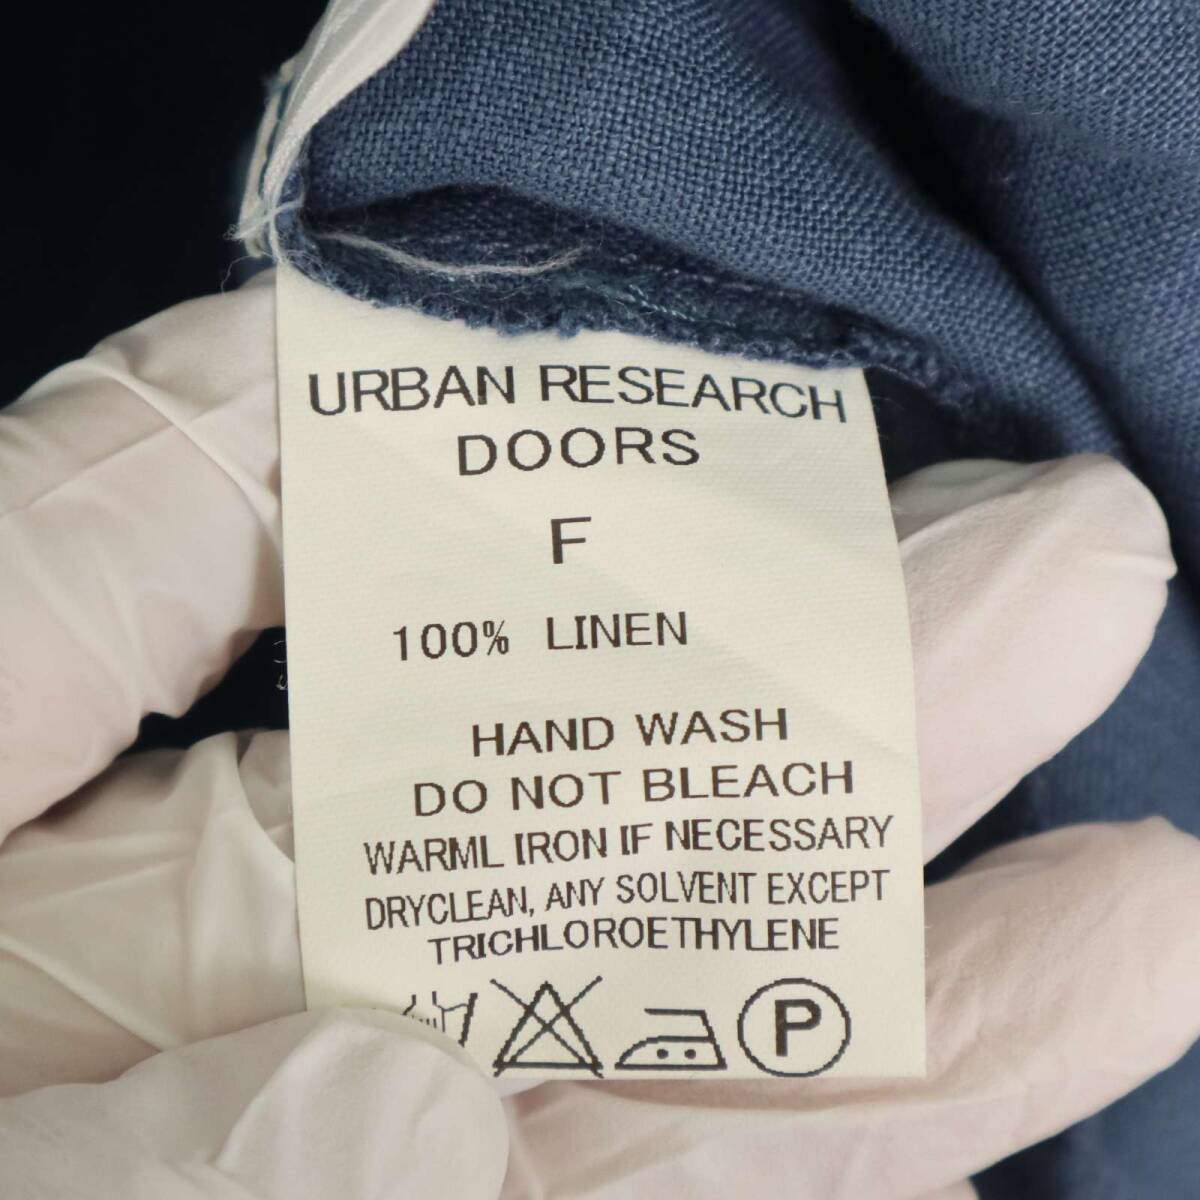 URBAN RESEARCH
DOORS
F
100% LINEN
HAND WASH
DO NOT BLEACH
WARML IRON IF NECESSARY
DRYCLEAN, ANY SOLVENT EXCEPT
TRICHLOROETHYLENE
P